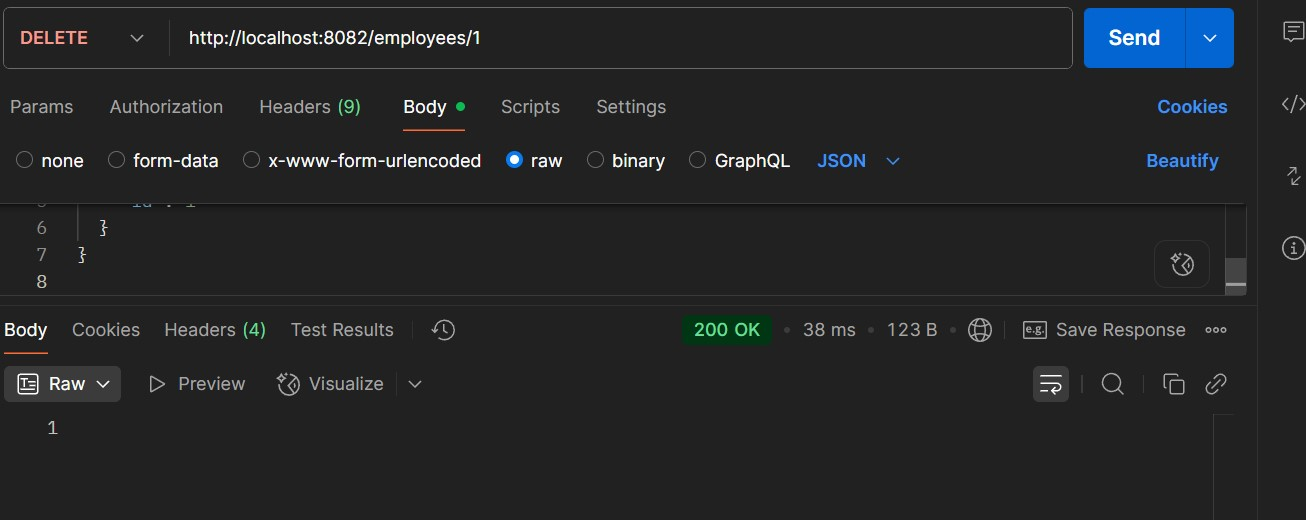 DELETE http://localhost:8082/employees/1 Send
Params Authorization Headers (9) Body Scripts Settings Cookies
none form-data x-www-form-urlencoded raw binary GraphQL JSON Beautify
6 }
7 }
8
Body Cookies Headers (4) Test Results 200 OK • 38 ms • 123 B • e.g. Save Response
Raw Preview Visualize
1